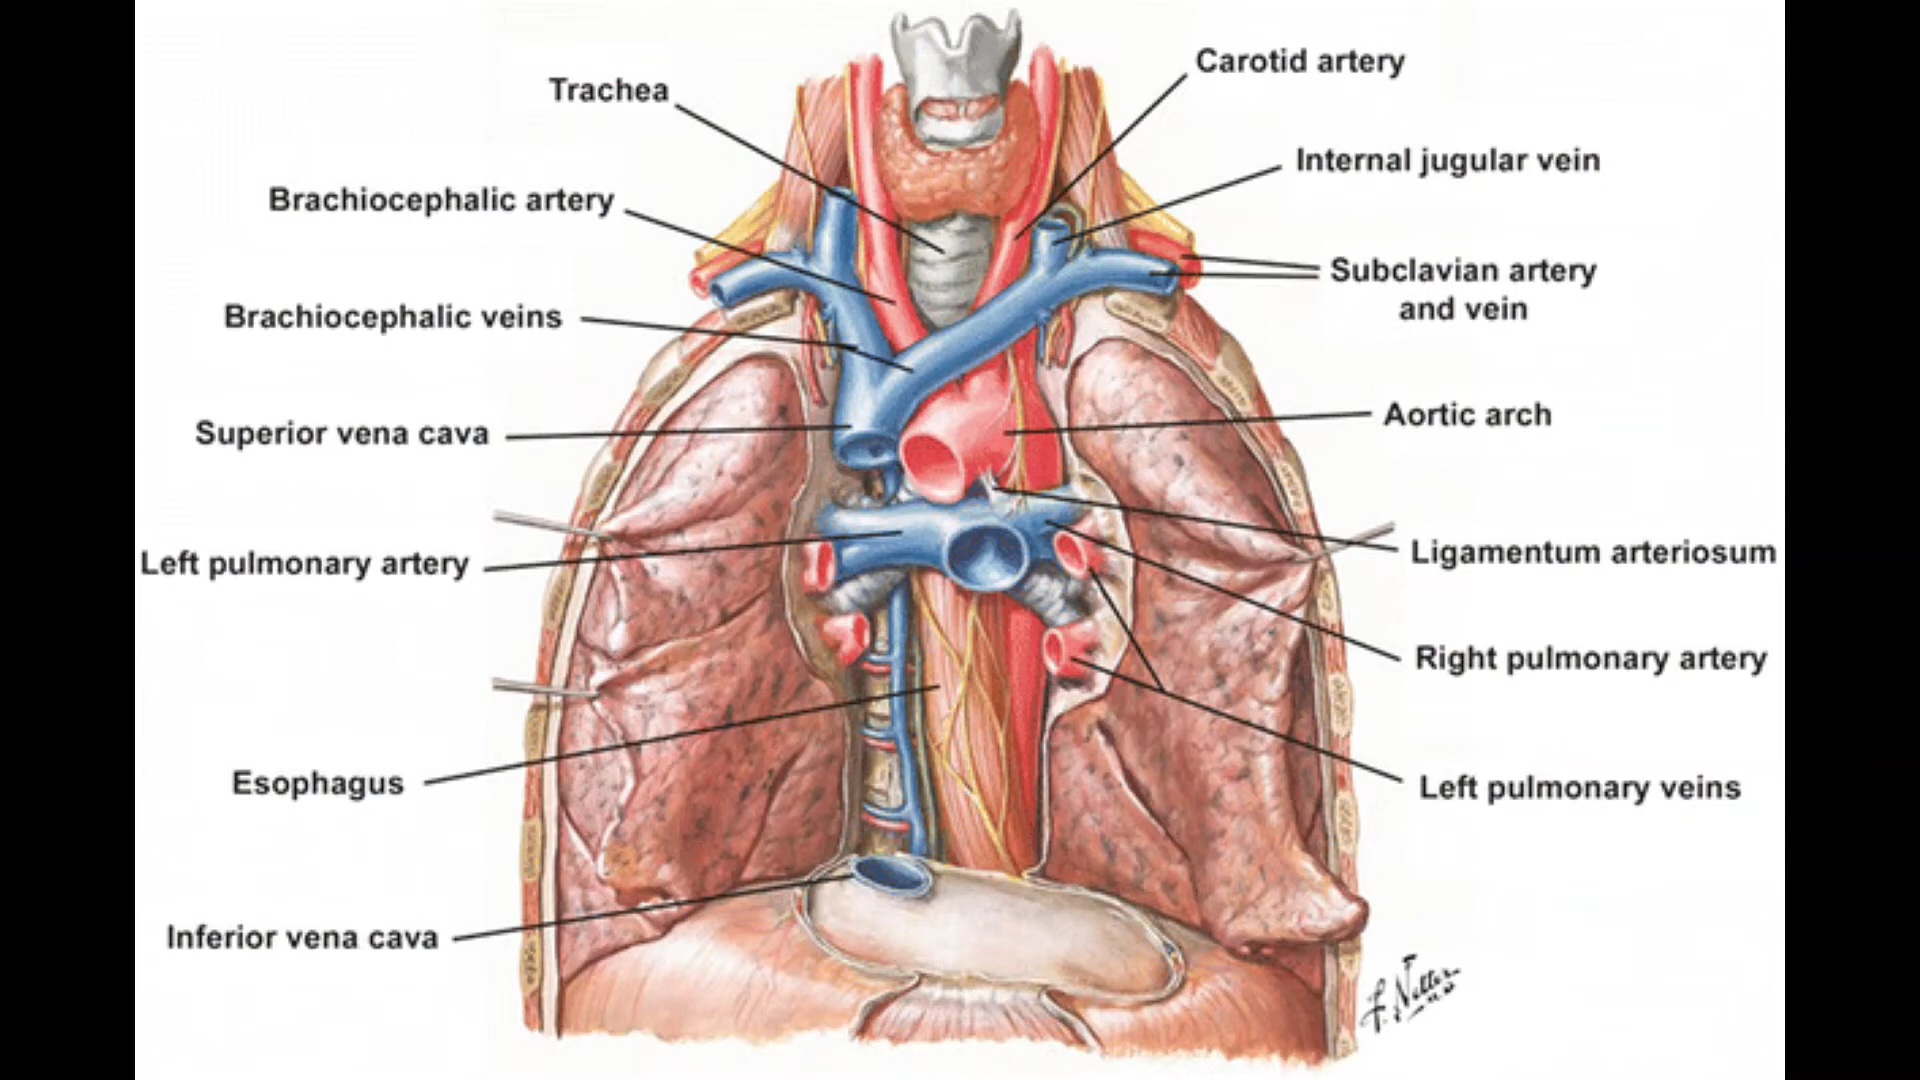 Trachea
Brachiocephalic artery
Brachiocephalic veins
Superior vena cava
Left pulmonary artery
Esophagus
Inferior vena cava
Carotid artery
Internal jugular vein
Subclavian artery
and vein
Aortic arch
Ligamentum arteriosum
Right pulmonary artery
Left pulmonary veins
F. Netter